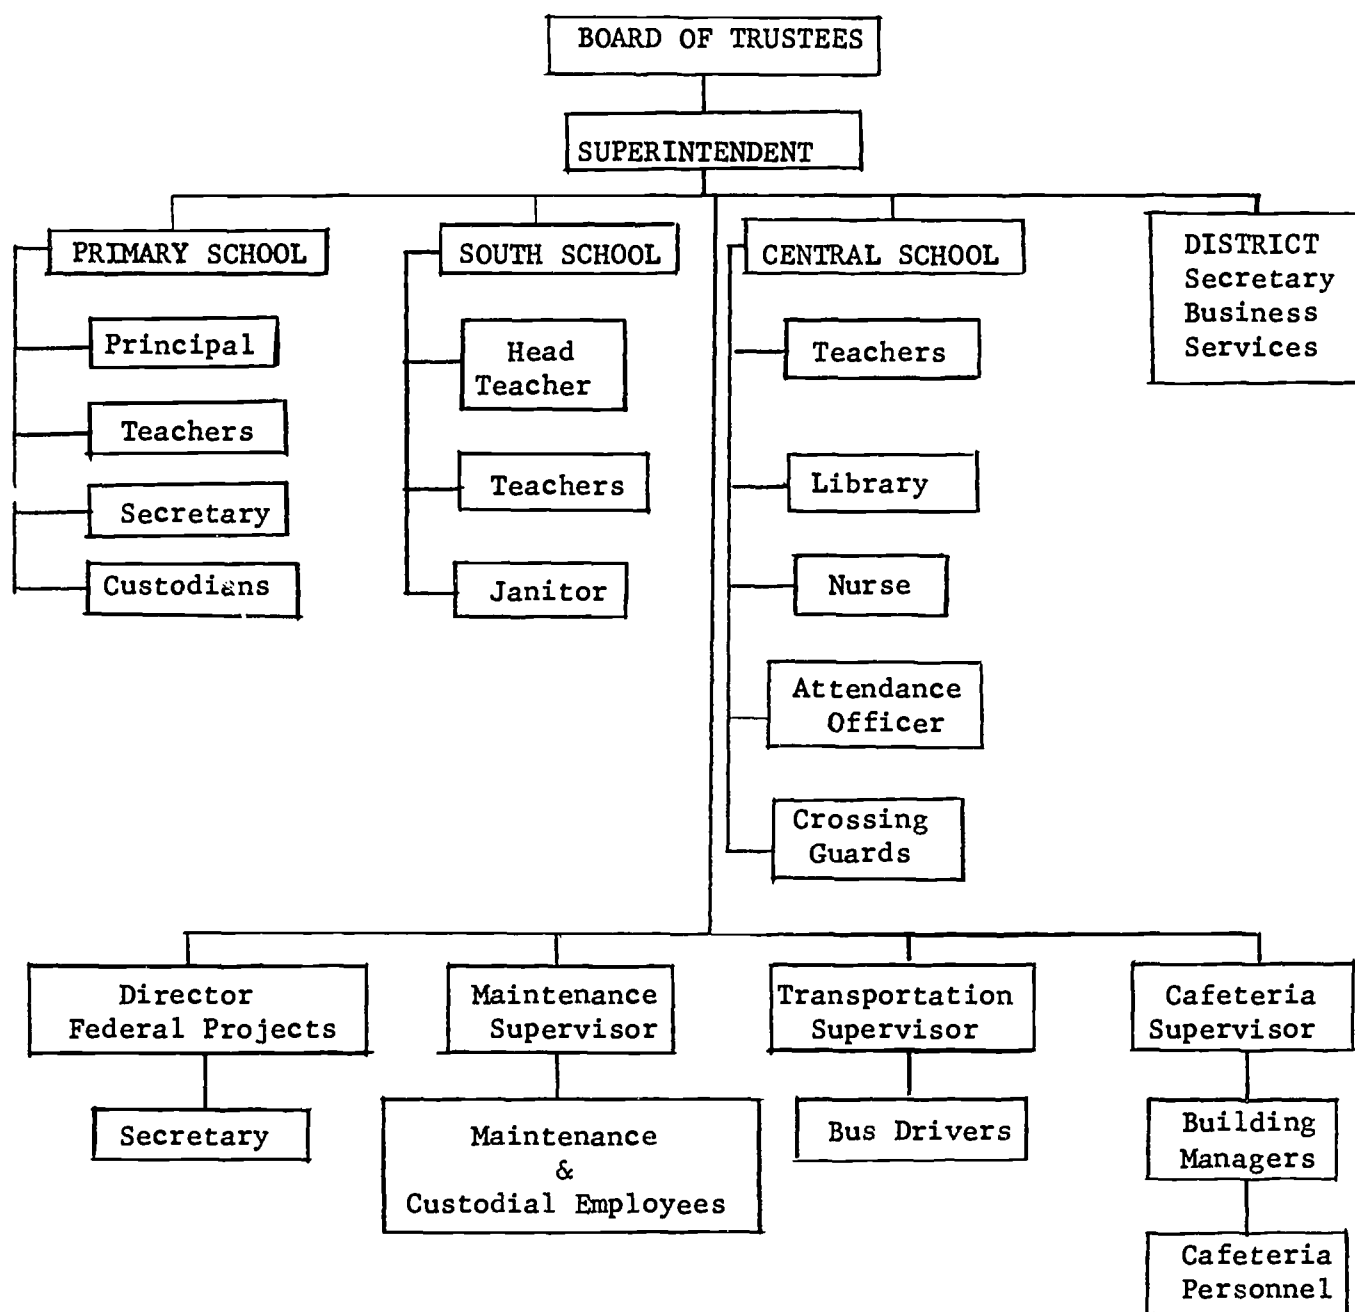 BOARD OF TRUSTEES
SUPERINTENDENT
PRIMARY SCHOOL
Principal
Teachers
Secretary
Custodians
SOUTH SCHOOL
Head
Teacher
Teachers
Janitor
CENTRAL SCHOOL
Teachers
Library
Nurse
Attendance
Officer
Crossing
Guards
DISTRICT
Secretary
Business
Services
Director
Federal Projects
Secretary
Maintenance
Supervisor
Maintenance
&
Custodial Employees
Transportation
Supervisor
Bus Drivers
Cafeteria
Supervisor
Building
Managers
Cafeteria
Personnel